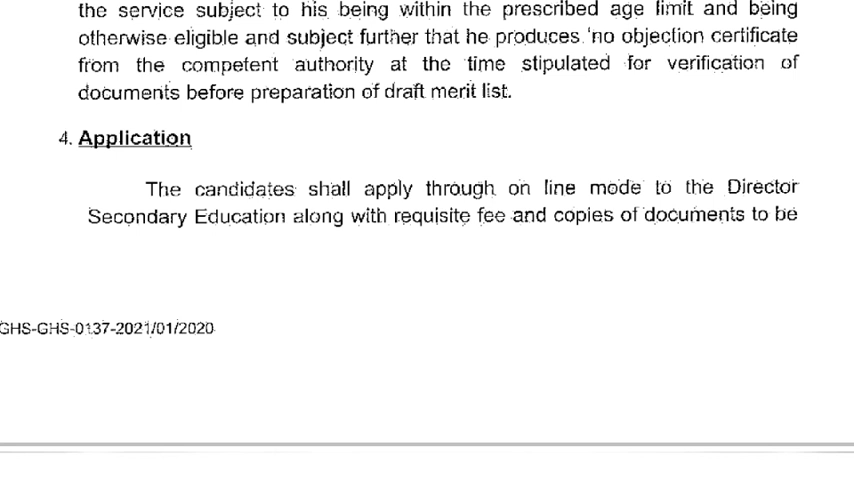 the service subject to his being within the prescribed age limit and being
otherwise eligible and subject further that he produces 'no objection certificate
from the competent authority at the time stipulated for verification of
documents before preparation of draft merit list.
4. Application
The candidates shall apply through on line mode to the Director
Secondary Education along with requisite fee and copies of documents to be
GHS-GHS-0137-2021/01/2020